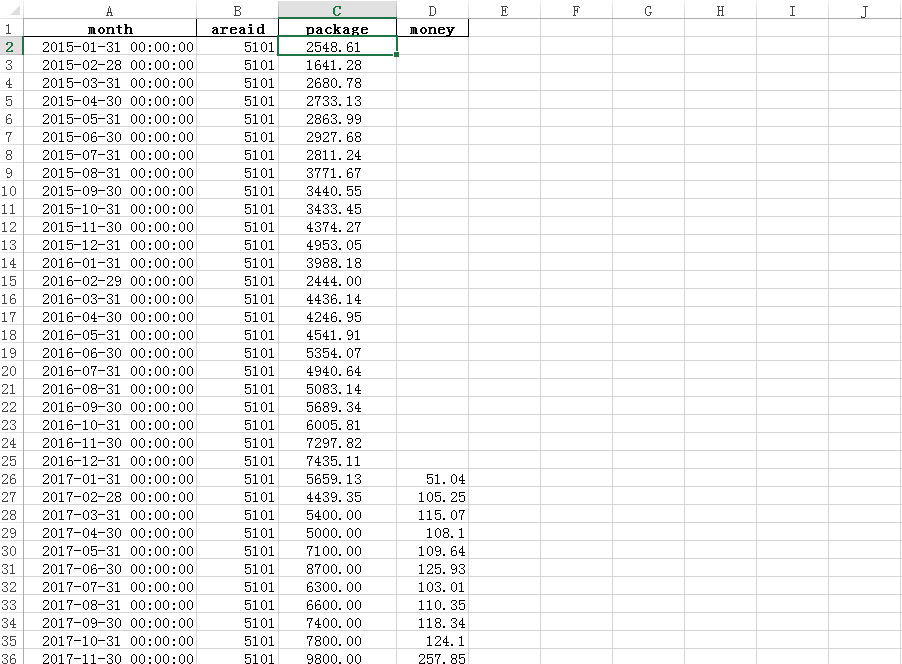 A B C D E F G H I J
1 month areaid package money
2 2015-01-31 00:00:00 5101 2548.61
3 2015-02-28 00:00:00 5101 1641.28
4 2015-03-31 00:00:00 5101 2680.78
5 2015-04-30 00:00:00 5101 2733.13
6 2015-05-31 00:00:00 5101 2863.99
7 2015-06-30 00:00:00 5101 2927.68
8 2015-07-31 00:00:00 5101 2811.24
9 2015-08-31 00:00:00 5101 3771.67
10 2015-09-30 00:00:00 5101 3440.55
11 2015-10-31 00:00:00 5101 3433.45
12 2015-11-30 00:00:00 5101 4374.27
13 2015-12-31 00:00:00 5101 4953.05
14 2016-01-31 00:00:00 5101 3988.18
15 2016-02-29 00:00:00 5101 2444.00
16 2016-03-31 00:00:00 5101 4436.14
17 2016-04-30 00:00:00 5101 4246.95
18 2016-05-31 00:00:00 5101 4541.91
19 2016-06-30 00:00:00 5101 5354.07
20 2016-07-31 00:00:00 5101 4940.64
21 2016-08-31 00:00:00 5101 5083.14
22 2016-09-30 00:00:00 5101 5689.34
23 2016-10-31 00:00:00 5101 6005.81
24 2016-11-30 00:00:00 5101 7297.82
25 2016-12-31 00:00:00 5101 7435.11
26 2017-01-31 00:00:00 5101 5659.13 51.04
27 2017-02-28 00:00:00 5101 4439.35 105.25
28 2017-03-31 00:00:00 5101 5400.00 115.07
29 2017-04-30 00:00:00 5101 5000.00 108.1
30 2017-05-31 00:00:00 5101 7100.00 109.64
31 2017-06-30 00:00:00 5101 8700.00 125.93
32 2017-07-31 00:00:00 5101 6300.00 103.01
33 2017-08-31 00:00:00 5101 6600.00 110.35
34 2017-09-30 00:00:00 5101 7400.00 118.34
35 2017-10-31 00:00:00 5101 7800.00 124.1
36 2017-11-30 00:00:00 5101 9800.00 257.85